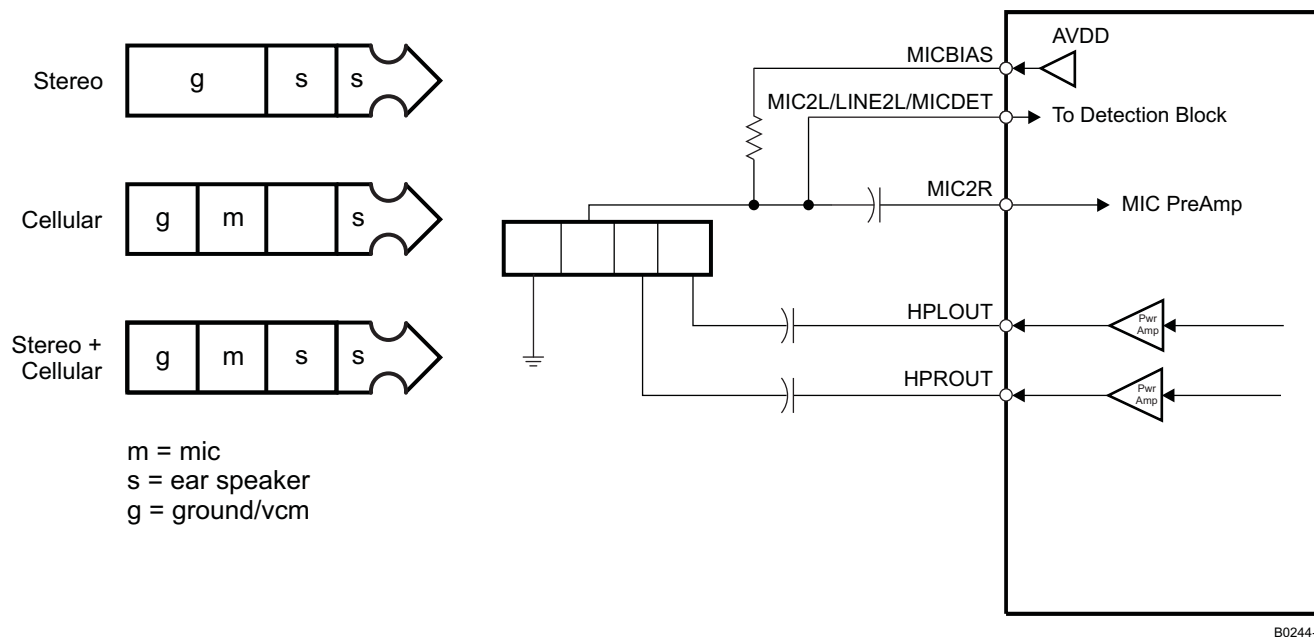 Stereo
g s s
Cellular
g m s
Stereo +
Cellular
g m s s
m = mic
s = ear speaker
g = ground/vcm
MICBIAS
AVDD
MIC2L/LINE2L/MICDET
To Detection Block
MIC2R
MIC PreAmp
HPLOUT
Pwr
Amp
HPROUT
Pwr
Amp
B0244-